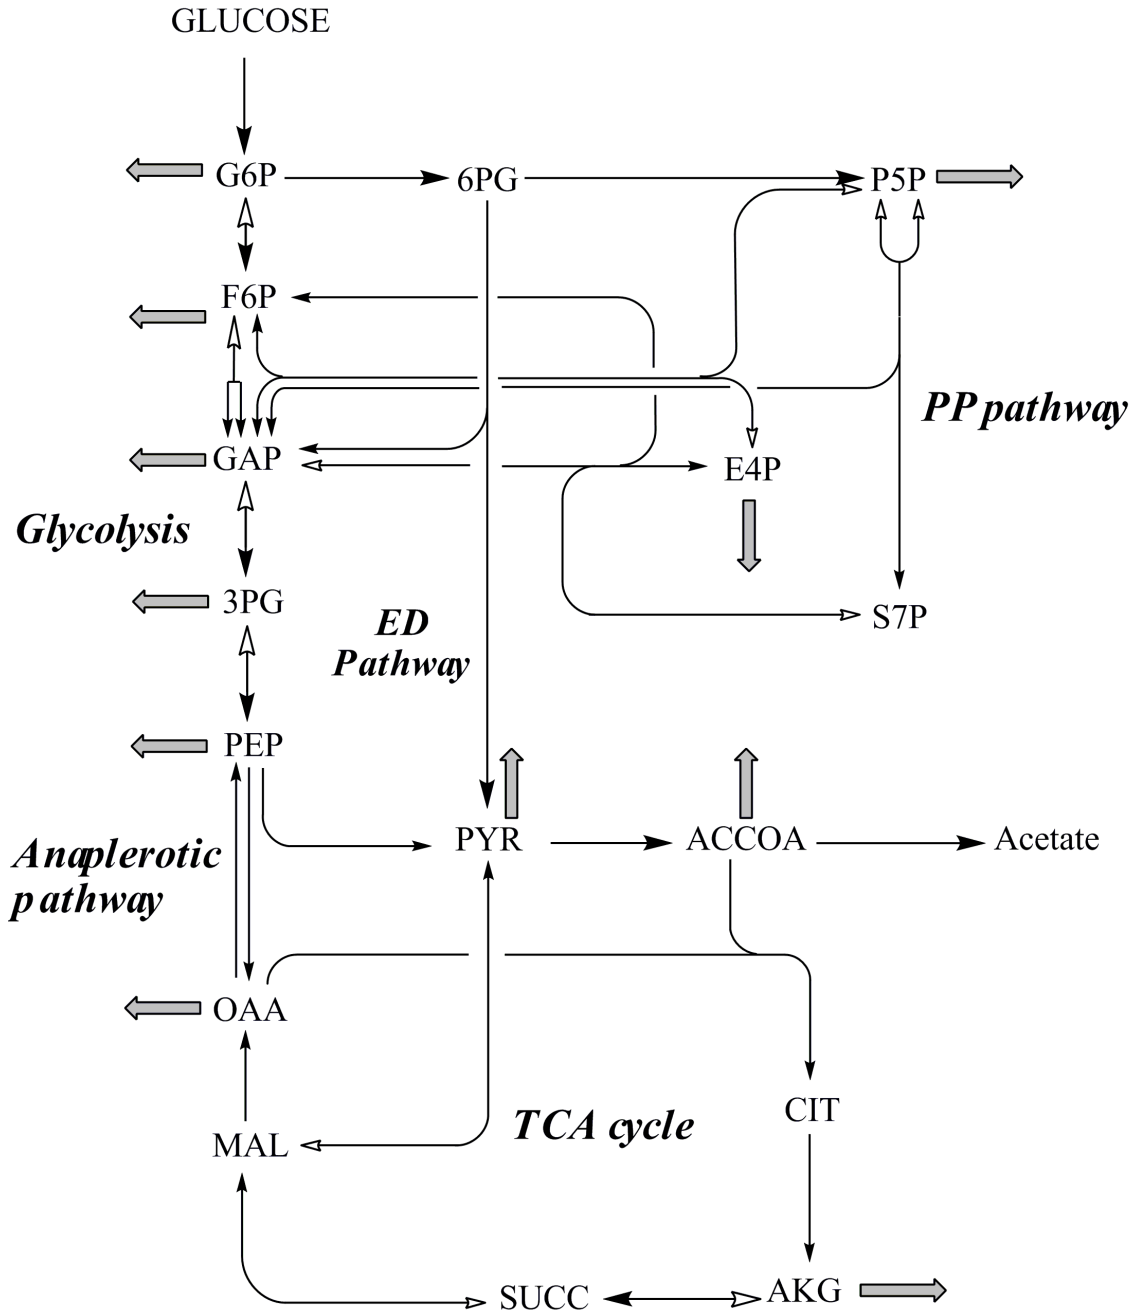 GLUCOSE
G6P
6PG
P5P
F6P
PP pathway
GAP
E4P
Glycolysis
3PG
S7P
ED
Pathway
PEP
PYR
ACCOA
Acetate
Anaplerotic
pathway
OAA
CIT
TCA cycle
MAL
SUCC
AKG